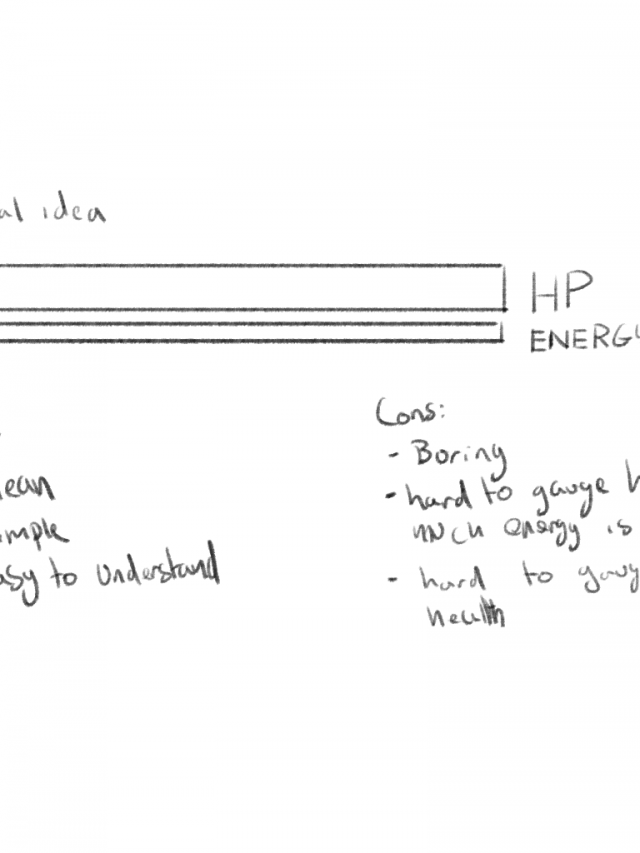 al idea
HP
ENERGY
lean
imple
asy to understand
Cons:
- Boring
- hard to gauge h
much energy is
- hard to gaug
health